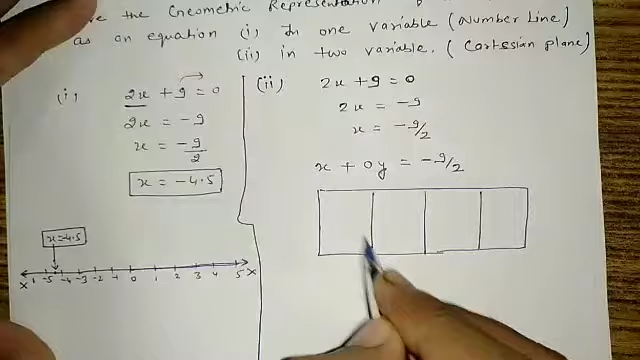 the Geometric Representation
as an equation (i) In one variable (Number Line)
(ii) in two variable. (Cartesian plane)
(i) 2x + 9 = 0
2x = -9
x = -9/2
x = -4.5
x=-4.5
x -5 -4 -3 -2 -1 0 1 2 3 4 5 x
(ii) 2x + 9 = 0
2x = -9
x = -9/2
x + 0y = -9/2